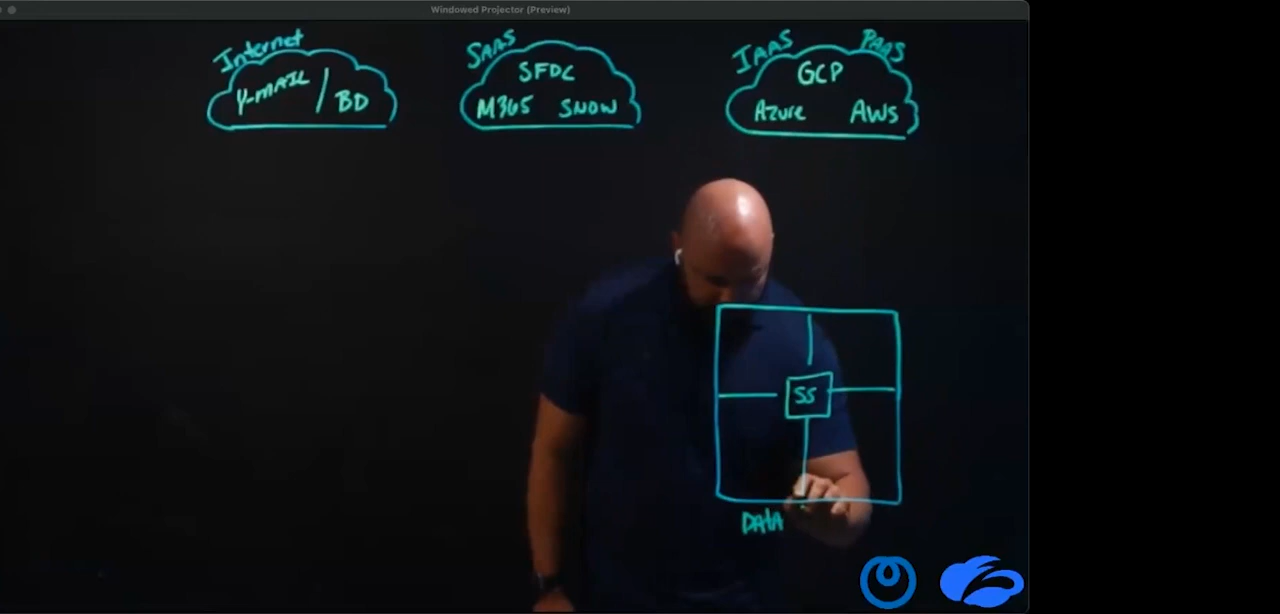 Windowed Projector (Preview)
Internet
Y-MAIL / BD
SAAS
SFDC
M365 SNOW
IAAS PAAS
GCP
Azure AWS
SS
DATA